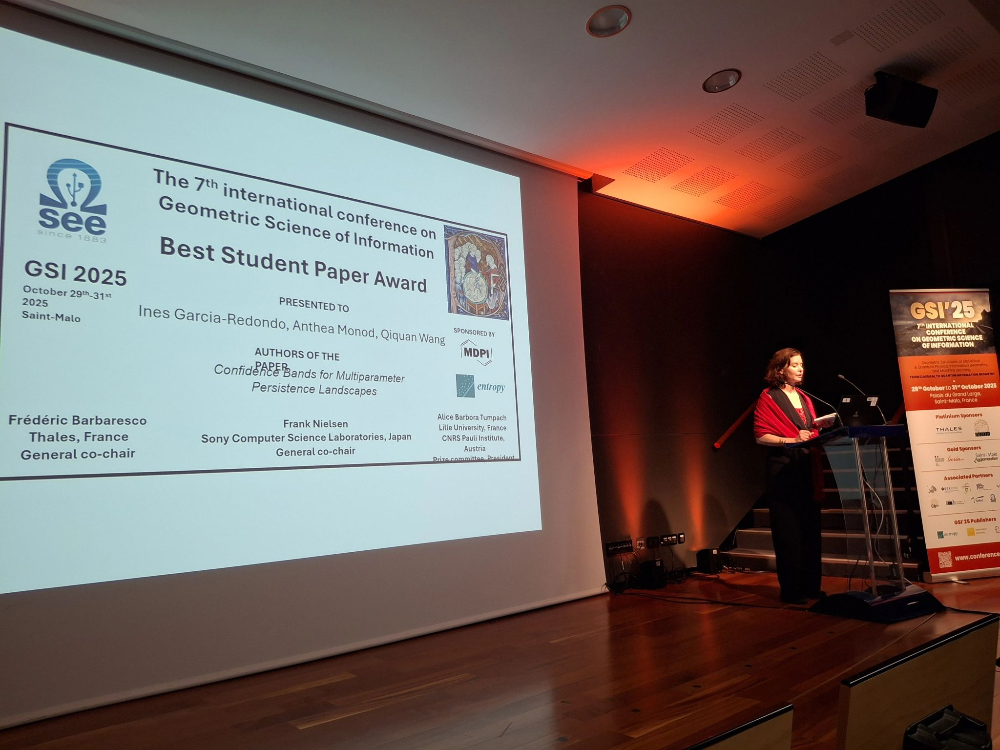 see
since 1883
GSI 2025
October 29th-31st
2025
Saint-Malo
The 7th international conference on
Geometric Science of Information
Best Student Paper Award
PRESENTED TO
Ines Garcia-Redondo, Anthea Monod, Qiquan Wang
AUTHORS OF THE
PAPER
Confidence Bands for Multiparameter
Persistence Landscapes
SPONSORED BY
MDPI
entropy
Frédéric Barbaresco
Thales, France
General co-chair
Frank Nielsen
Sony Computer Science Laboratories, Japan
General co-chair
Alice Barbora Tumpach
Lille University, France
CNRS Pauli Institute,
Austria
Prize committee, President
GSI'25
7TH INTERNATIONAL
CONFERENCE
ON GEOMETRIC SCIENCE
OF INFORMATION
Geometric Structures of Statistical
& Quantum Physics, Information Geometry,
and Machine Learning
FROM CLASSICAL TO QUANTUM INFORMATION GEOMETRY
29th October to 31st October 2025
Palais du Grand Large,
Saint-Malo, France
Platinium Sponsors
THALES
Gold Sponsors
Inria
Saint-Malo
Agglomération
Associated Partners
SMAI
see
GSI'25 Publishers
entropy
Information
Geometry
www.conference